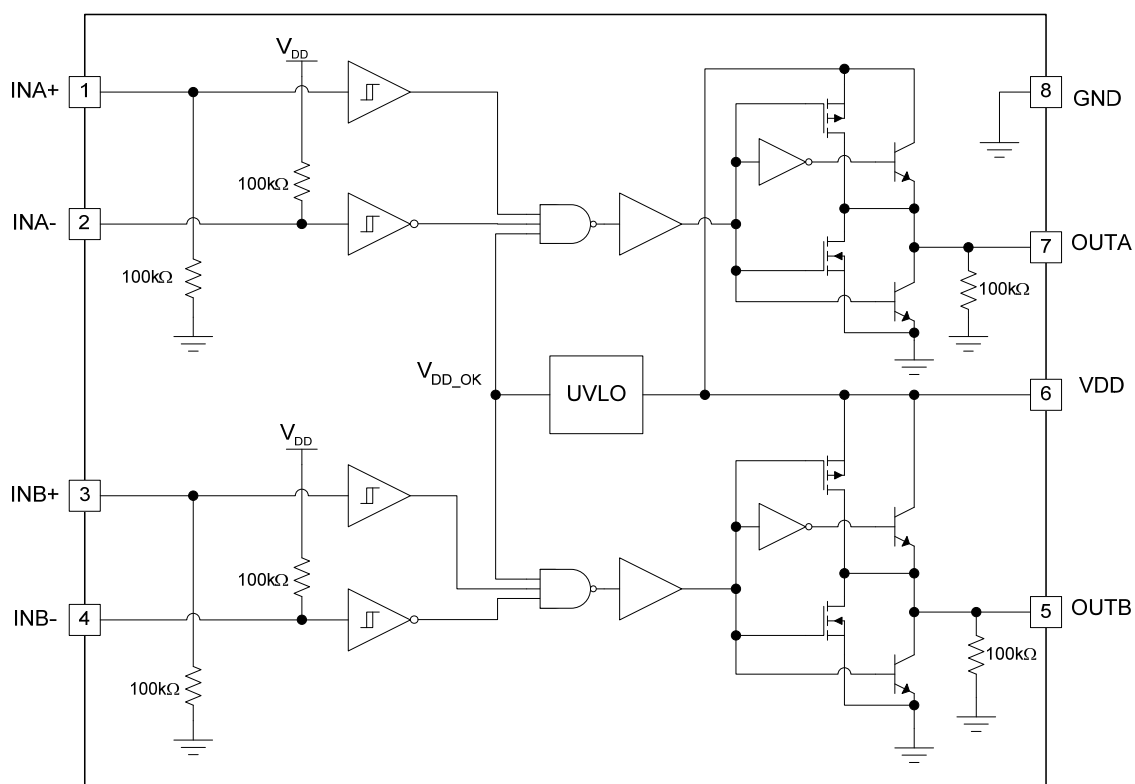 V_DD
INA+ 1
8 GND
100kΩ
INA- 2
7 OUTA
100kΩ
100kΩ
V_DD_OK
UVLO
6 VDD
V_DD
INB+ 3
100kΩ
INB- 4
5 OUTB
100kΩ
100kΩ